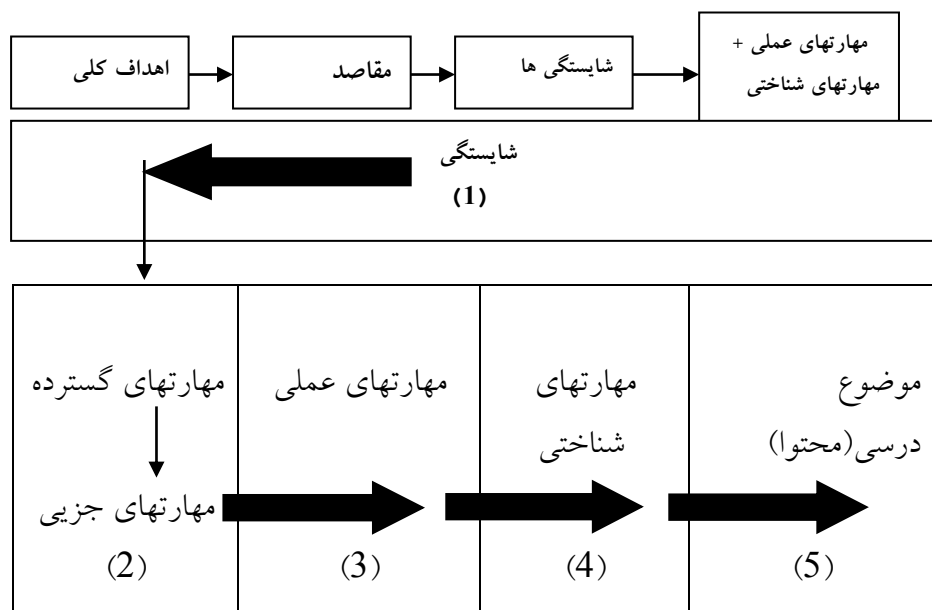 اهداف کلی
مقاصد
شایستگی ها
مهارتهای عملی +
مهارتهای شناختی
شایستگی
(1)
مهارتهای گسترده
مهارتهای جزیی
(2)
مهارتهای عملی
(3)
مهارتهای
شناختی
(4)
موضوع
درسی(محتوا)
(5)